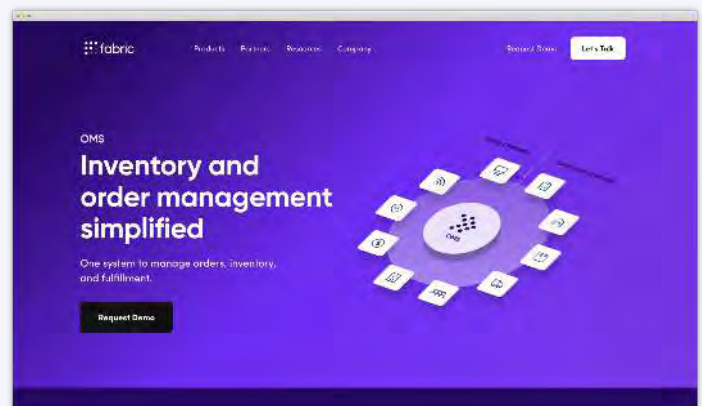 fabric
Products Partners Resources Company
Request Demo
Let's Talk
OMS
Inventory and
order management
simplified
One system to manage orders, inventory,
and fulfillment.
Request Demo
OMS